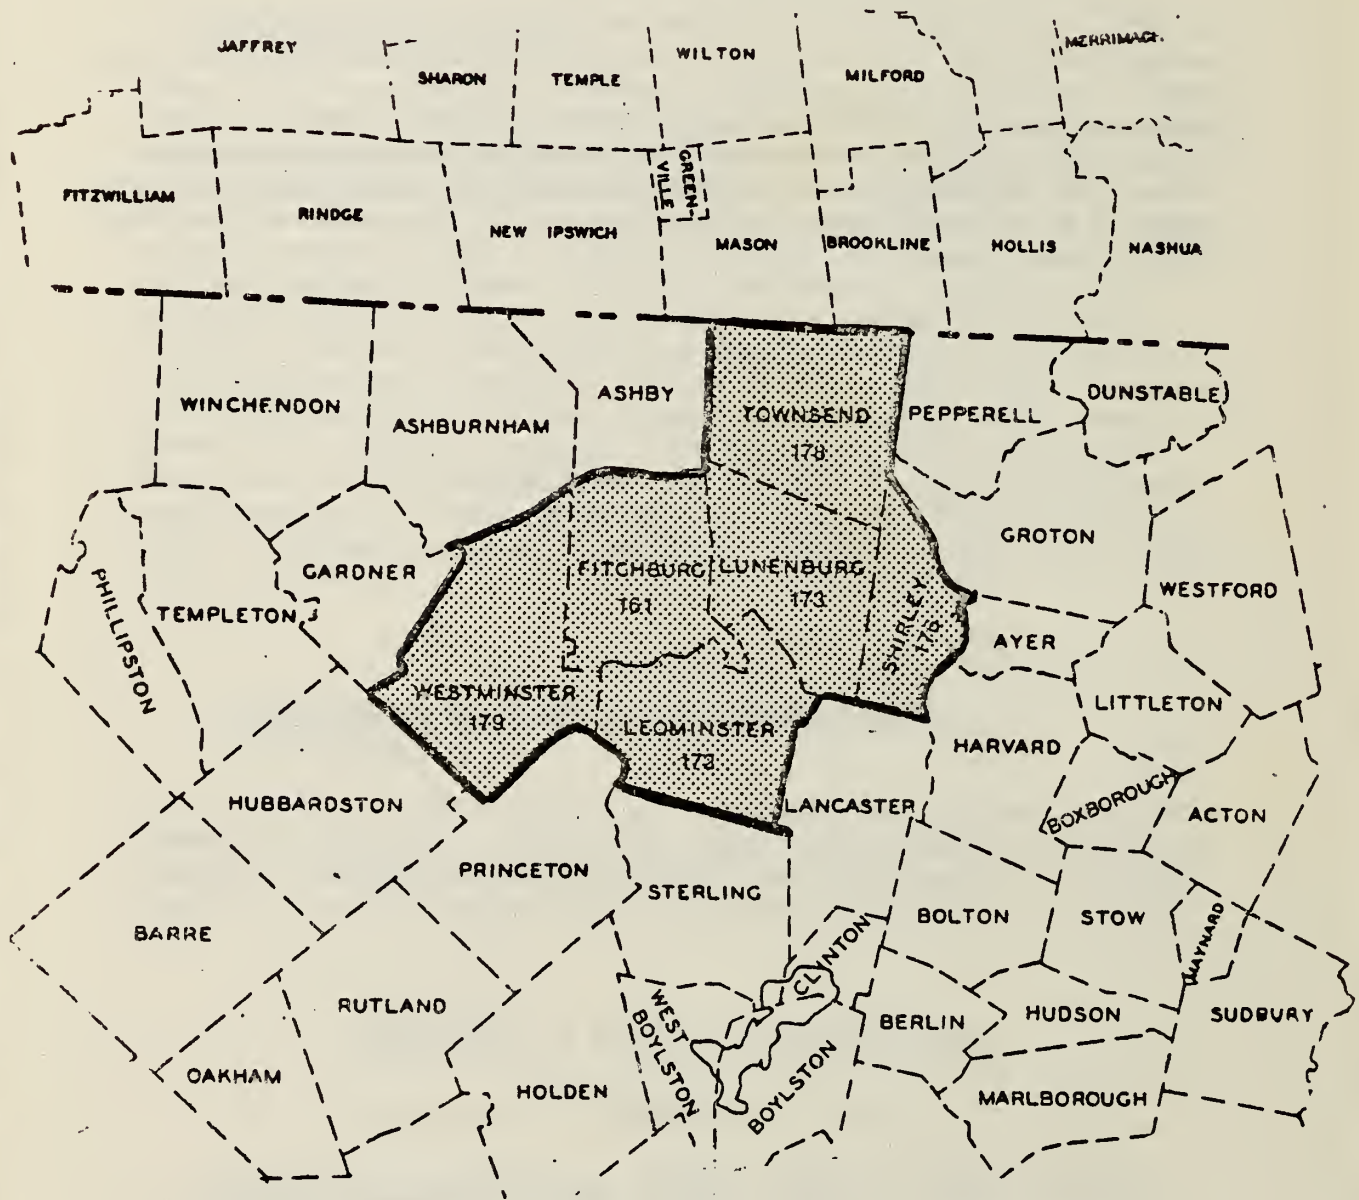 JAFFREY
SHARON
TEMPLE
WILTON
MILFORD
MERRIMACK
FITZWILLIAM
RINDGE
NEW IPSWICH
GREEN-
VILLE
MASON
BROOKLINE
HOLLIS
NASHUA
WINCHENDON
ASHBURNHAM
ASHBY
TOWNSEND
178
PEPPERELL
DUNSTABLE
PHILLIPSTON
TEMPLETON
GARDNER
FITCHBURG
161
LUNENBURG
173
SHIRLEY
176
GROTON
WESTFORD
AYER
LITTLETON
WESTMINSTER
179
LEOMINSTER
172
HARVARD
BOXBOROUGH
ACTON
HUBBARDSTON
LANCASTER
PRINCETON
STERLING
BARRE
BOLTON
STOW
MAYNARD
CLINTON
RUTLAND
WEST
BOYLSTON
BERLIN
HUDSON
SUDBURY
OAKHAM
HOLDEN
BOYLSTON
MARLBOROUGH